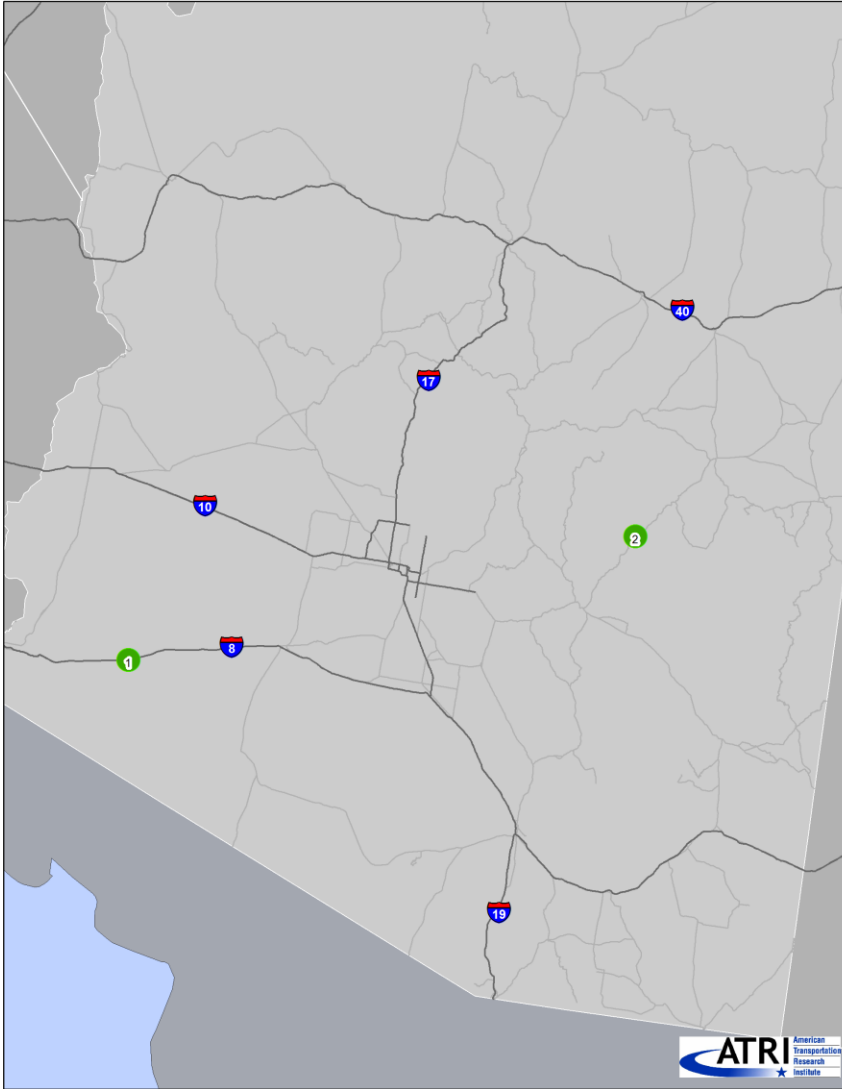 40
17
10
2
8
1
19
ATRI
American
Transportation
Research
Institute